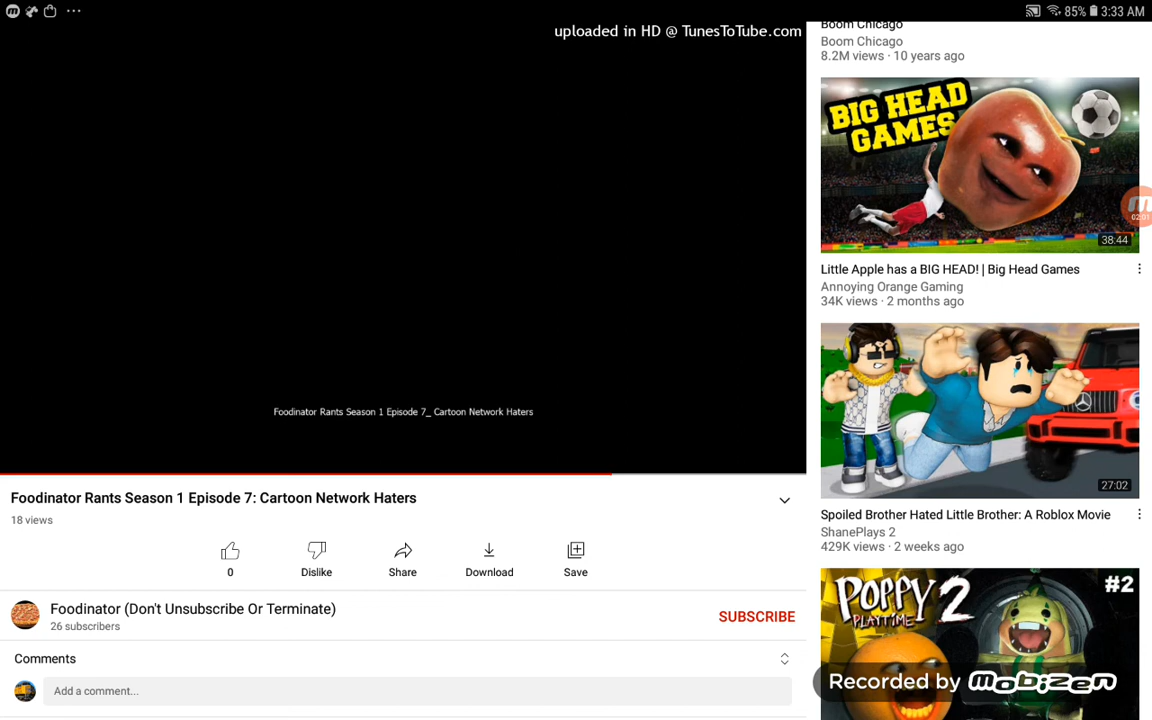 85% 3:33 AM
uploaded in HD @ TunesToTube.com
Foodinator Rants Season 1 Episode 7_ Cartoon Network Haters
Foodinator Rants Season 1 Episode 7: Cartoon Network Haters
18 views
0
Dislike
Share
Download
Save
Foodinator (Don't Unsubscribe Or Terminate)
26 subscribers
SUBSCRIBE
Comments
Add a comment...
Boom Chicago
Boom Chicago
8.2M views · 10 years ago
BIG HEAD
GAMES
38:44
02:01
Little Apple has a BIG HEAD! | Big Head Games
Annoying Orange Gaming
34K views · 2 months ago
27:02
Spoiled Brother Hated Little Brother: A Roblox Movie
ShanePlays 2
429K views · 2 weeks ago
POPPY
PLAYTIME 2
#2
Recorded by mobizen